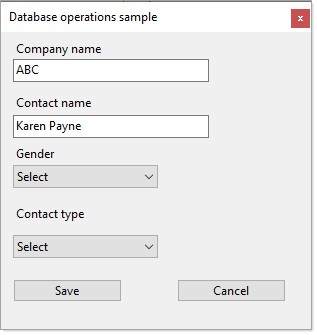 Database operations sample
x
Company name
ABC
Contact name
Karen Payne
Gender
Select
Contact type
Select
Save Cancel